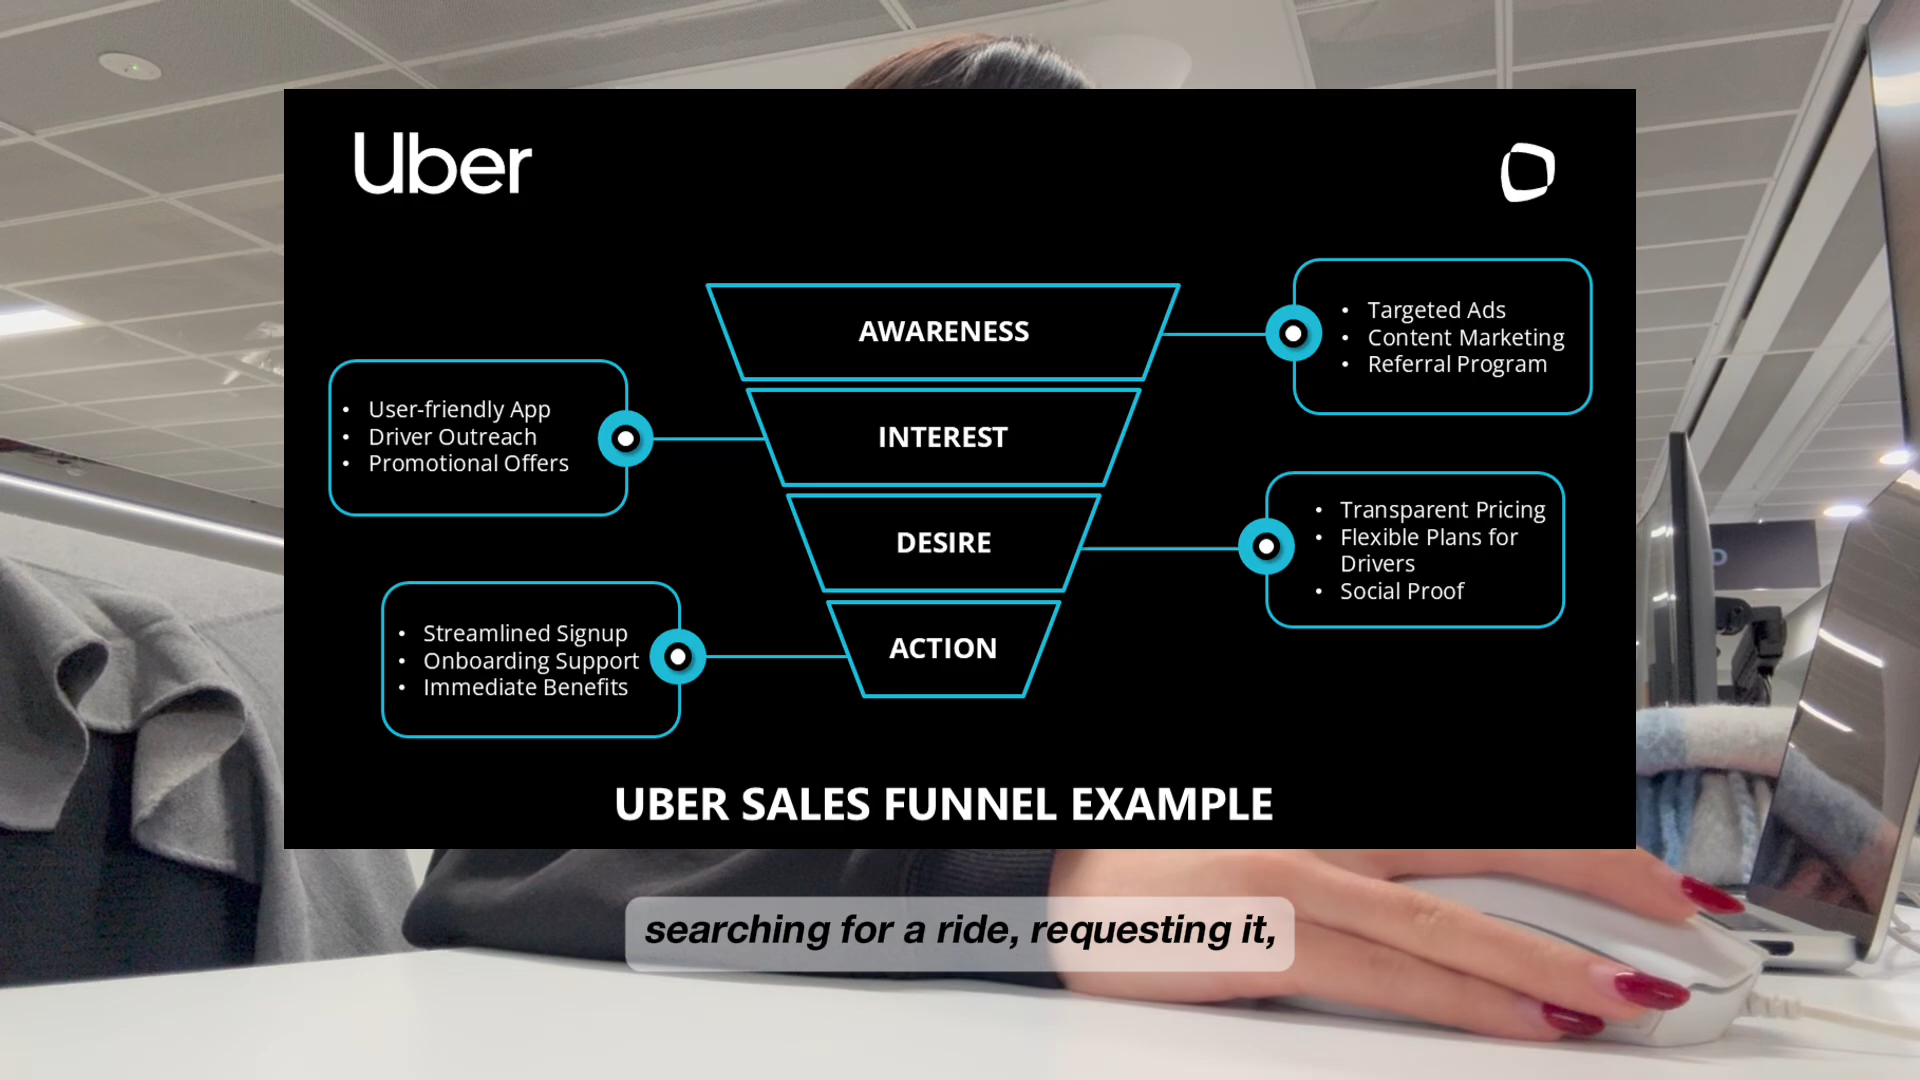 Uber
AWARENESS
• Targeted Ads
• Content Marketing
• Referral Program
INTEREST
• User-friendly App
• Driver Outreach
• Promotional Offers
DESIRE
• Transparent Pricing
• Flexible Plans for
Drivers
• Social Proof
ACTION
• Streamlined Signup
• Onboarding Support
• Immediate Benefits
UBER SALES FUNNEL EXAMPLE
searching for a ride, requesting it,